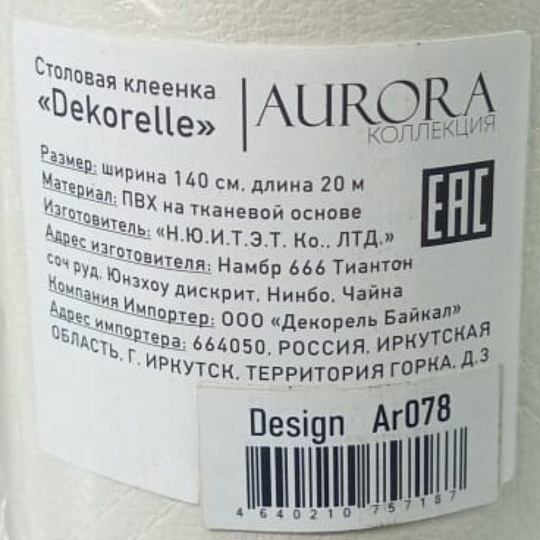 Столовая клеенка
«Dekorelle»
AURORA
КОЛЛЕКЦИЯ
Размер: ширина 140 см, длина 20 м
Материал: ПВХ на тканевой основе
Изготовитель: «Н.Ю.И.Т.Э.Т. Ко., ЛТД.»
Адрес изготовителя: Намбр 666 Тиантон
соч руд, Юнзхоу дискрит, Нинбо, Чайна
Компания Импортер: ООО «Декорель Байкал»
Адрес импортера: 664050, РОССИЯ, ИРКУТСКАЯ
ОБЛАСТЬ, Г. ИРКУТСК, ТЕРРИТОРИЯ ГОРКА, Д.3
EAC
Design Ar078
4 640210 757187